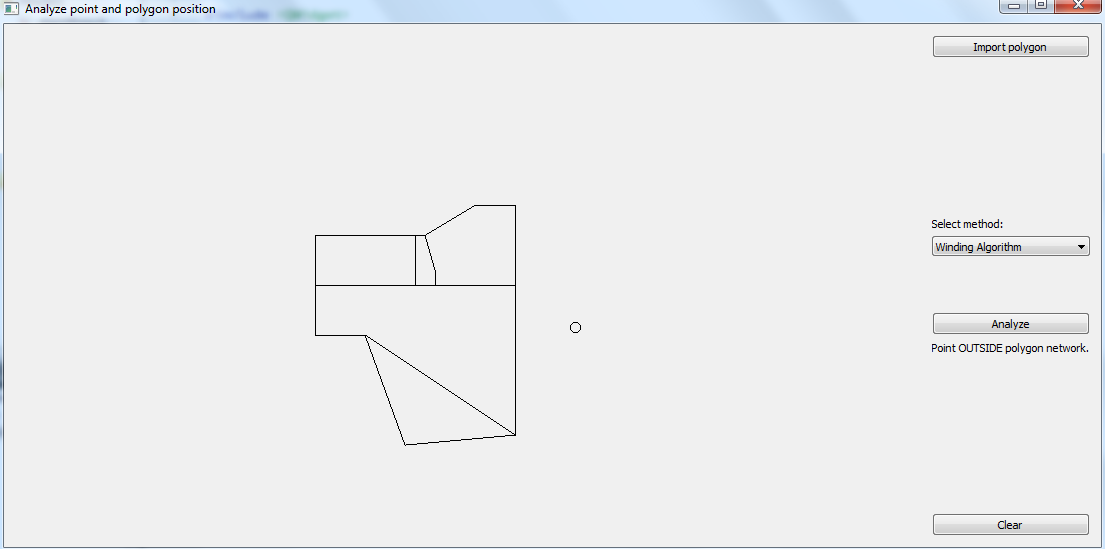 Analyze point and polygon position
Import polygon
Select method:
Winding Algorithm
Analyze
Point OUTSIDE polygon network.
Clear